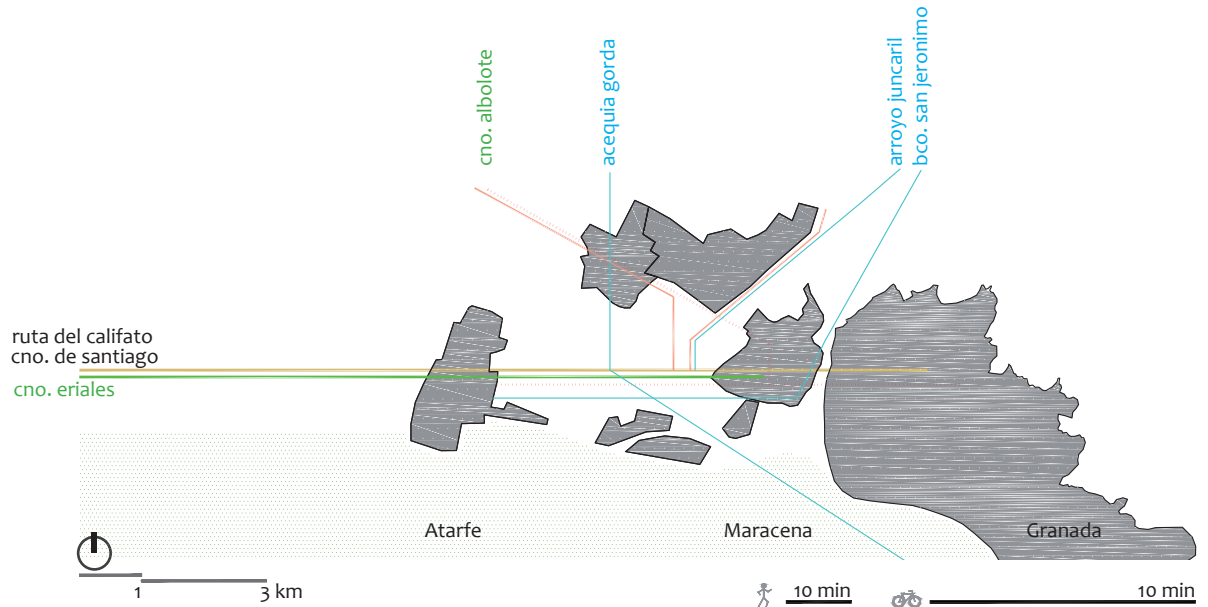 cno. albolote
acequia gorda
arroyo juncaril
bco. san jeronimo
ruta del califato
cno. de santiago
cno. eriales
Atarfe
Maracena
Granada
1
3 km
10 min
10 min